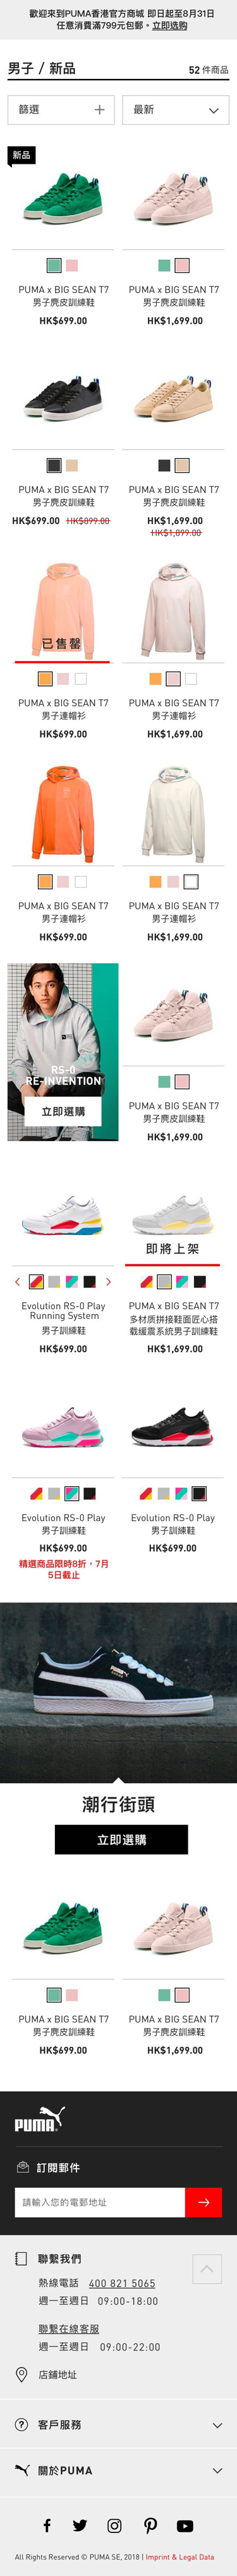 歡迎來到PUMA香港官方商城 即日起至8月31日
任意消費滿799元包郵。立即选购
男子 / 新品
52 件商品
篩選
最新
新品
PUMA x BIG SEAN T7
男子麂皮訓練鞋
HK$699.00
PUMA x BIG SEAN T7
男子麂皮訓練鞋
HK$1,699.00
PUMA x BIG SEAN T7
男子麂皮訓練鞋
HK$699.00 HK$899.00
PUMA x BIG SEAN T7
男子麂皮訓練鞋
HK$1,699.00
HK$1,899.00
已售罄
PUMA x BIG SEAN T7
男子連帽衫
HK$699.00
PUMA x BIG SEAN T7
男子連帽衫
HK$1,699.00
PUMA x BIG SEAN T7
男子連帽衫
HK$699.00
PUMA x BIG SEAN T7
男子連帽衫
HK$1,699.00
RS-0
RE-INVENTION
立即選購
PUMA x BIG SEAN T7
男子麂皮訓練鞋
HK$1,699.00
Evolution RS-0 Play
Running System
男子訓練鞋
HK$699.00
即將上架
PUMA x BIG SEAN T7
多材质拼接鞋面匠心搭
載缓震系統男子訓練鞋
HK$1,699.00
Evolution RS-0 Play
男子訓練鞋
HK$699.00
精選商品限時8折，7月
5日截止
Evolution RS-0 Play
男子訓練鞋
HK$699.00
潮行街頭
立即選購
PUMA x BIG SEAN T7
男子麂皮訓練鞋
HK$699.00
PUMA x BIG SEAN T7
男子麂皮訓練鞋
HK$1,699.00
PUMA
訂閱郵件
請輸入您的電郵地址
聯繫我們
熱線電話 400 821 5065
週一至週日 09:00-18:00
聯繫在線客服
週一至週日 09:00-22:00
店鋪地址
客戶服務
關於PUMA
All Rights Reserved © PUMA SE, 2018 | Imprint & Legal Data